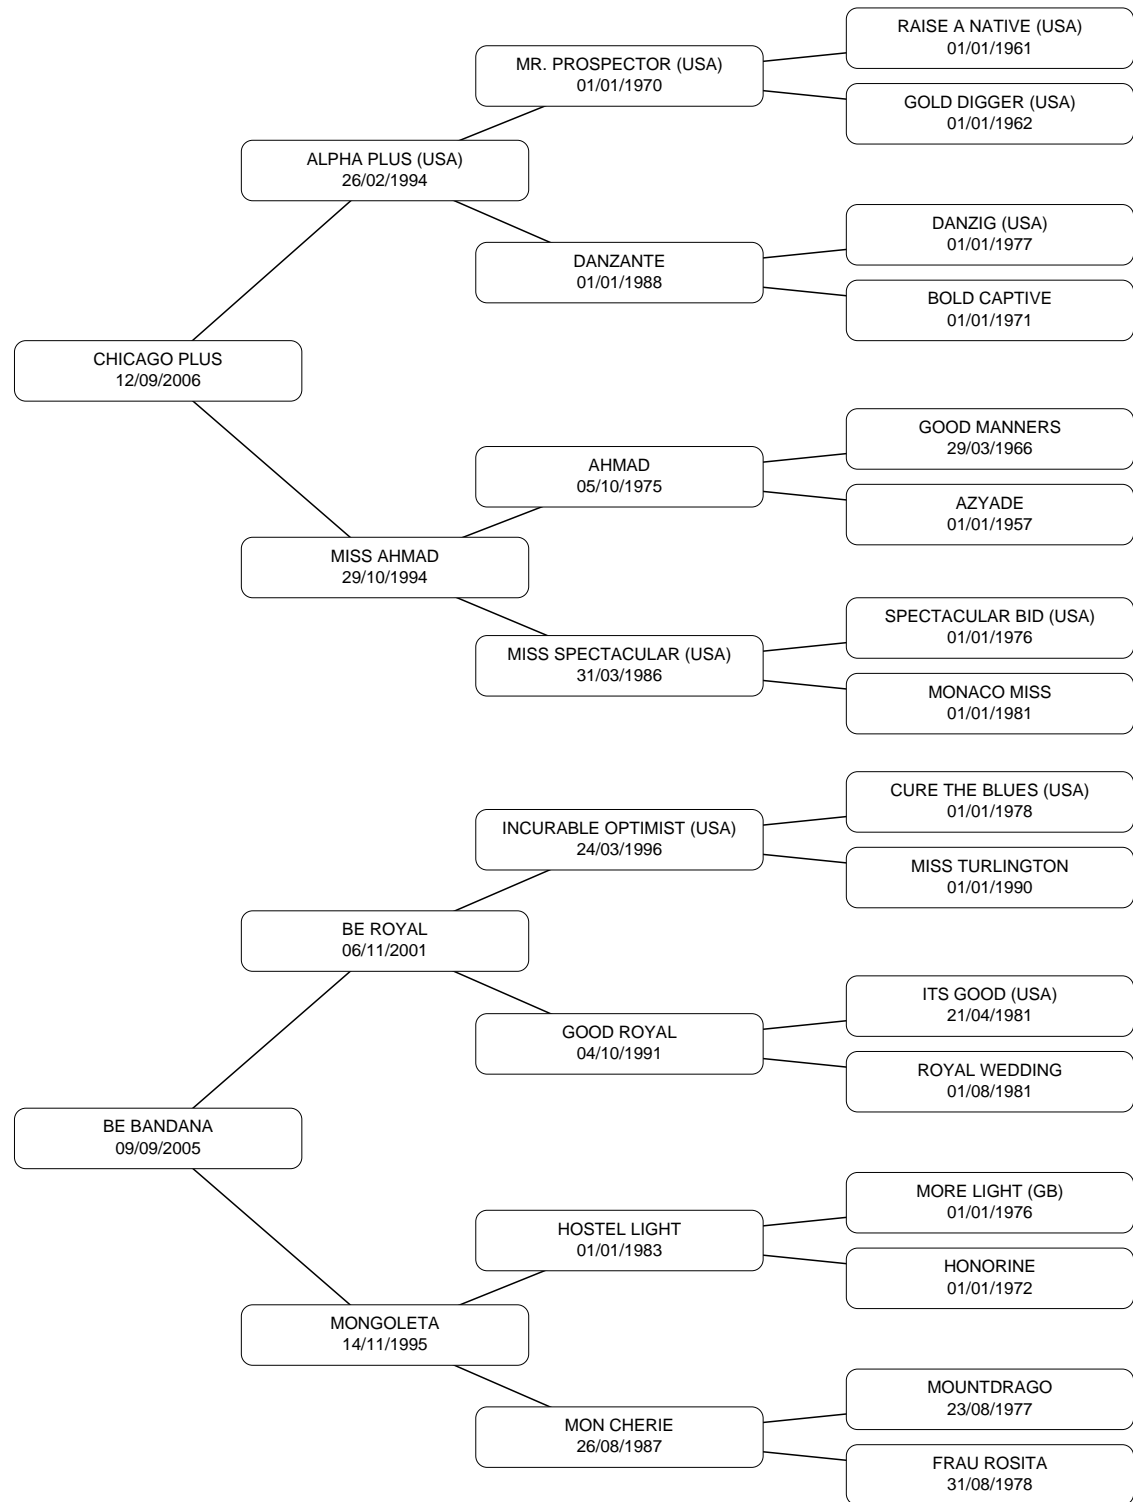 RAISE A NATIVE (USA)
01/01/1961
MR. PROSPECTOR (USA)
01/01/1970
GOLD DIGGER (USA)
01/01/1962
ALPHA PLUS (USA)
26/02/1994
DANZIG (USA)
01/01/1977
DANZANTE
01/01/1988
BOLD CAPTIVE
01/01/1971
CHICAGO PLUS
12/09/2006
GOOD MANNERS
29/03/1966
AHMAD
05/10/1975
AZYADE
01/01/1957
MISS AHMAD
29/10/1994
SPECTACULAR BID (USA)
01/01/1976
MISS SPECTACULAR (USA)
31/03/1986
MONACO MISS
01/01/1981
CURE THE BLUES (USA)
01/01/1978
INCURABLE OPTIMIST (USA)
24/03/1996
MISS TURLINGTON
01/01/1990
BE ROYAL
06/11/2001
ITS GOOD (USA)
21/04/1981
GOOD ROYAL
04/10/1991
ROYAL WEDDING
01/08/1981
BE BANDANA
09/09/2005
MORE LIGHT (GB)
01/01/1976
HOSTEL LIGHT
01/01/1983
HONORINE
01/01/1972
MONGOLETA
14/11/1995
MOUNTDRAGO
23/08/1977
MON CHERIE
26/08/1987
FRAU ROSITA
31/08/1978